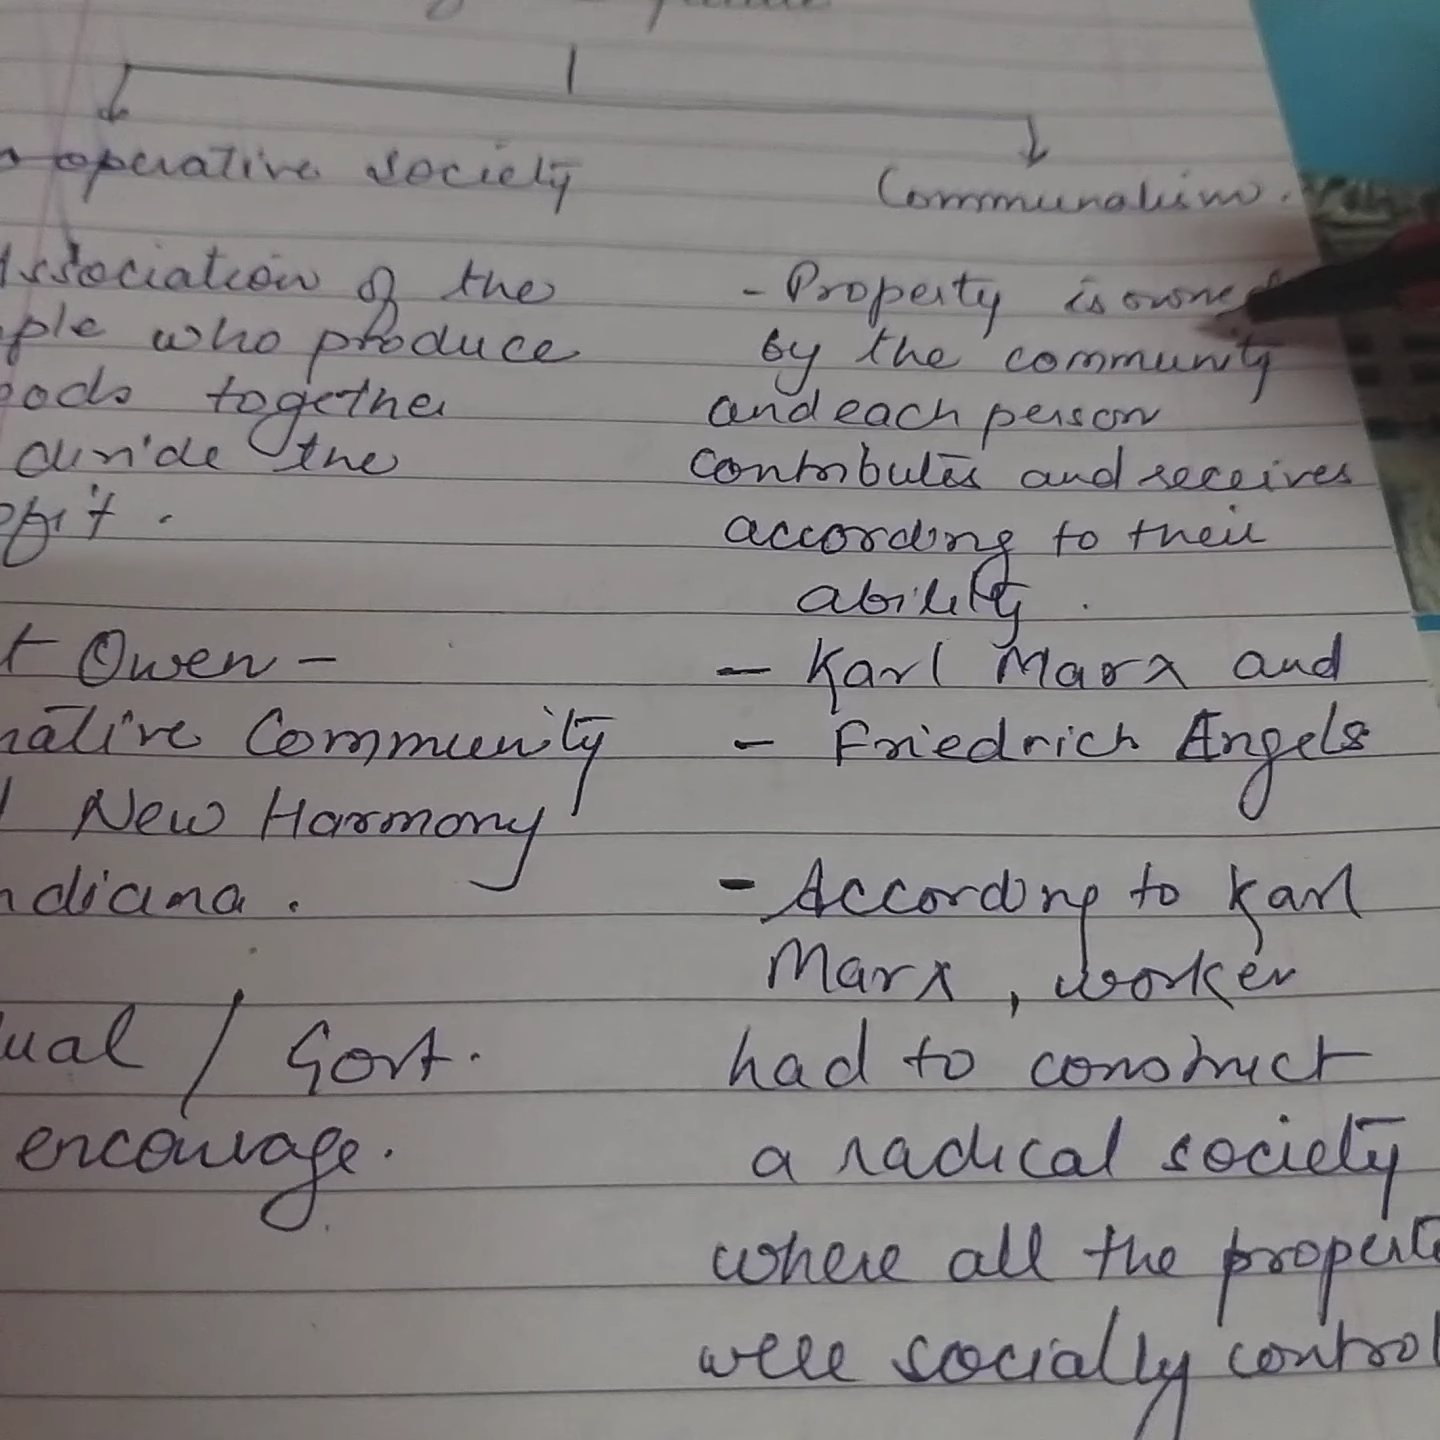 operative society
Association of the
ple who produce
oods together
divide the
ofit.
t Owen -
native Community
New Harmony
ndiana.
ual / Govt.
encourage.
Communalism.
- Property is owned
by the community
and each person
contributes and receives
according to their
ability.
- Karl Marx and
- Friedrich Angels
- According to Karl
Marx, worker
had to construct
a radical society
where all the propert
were socially control